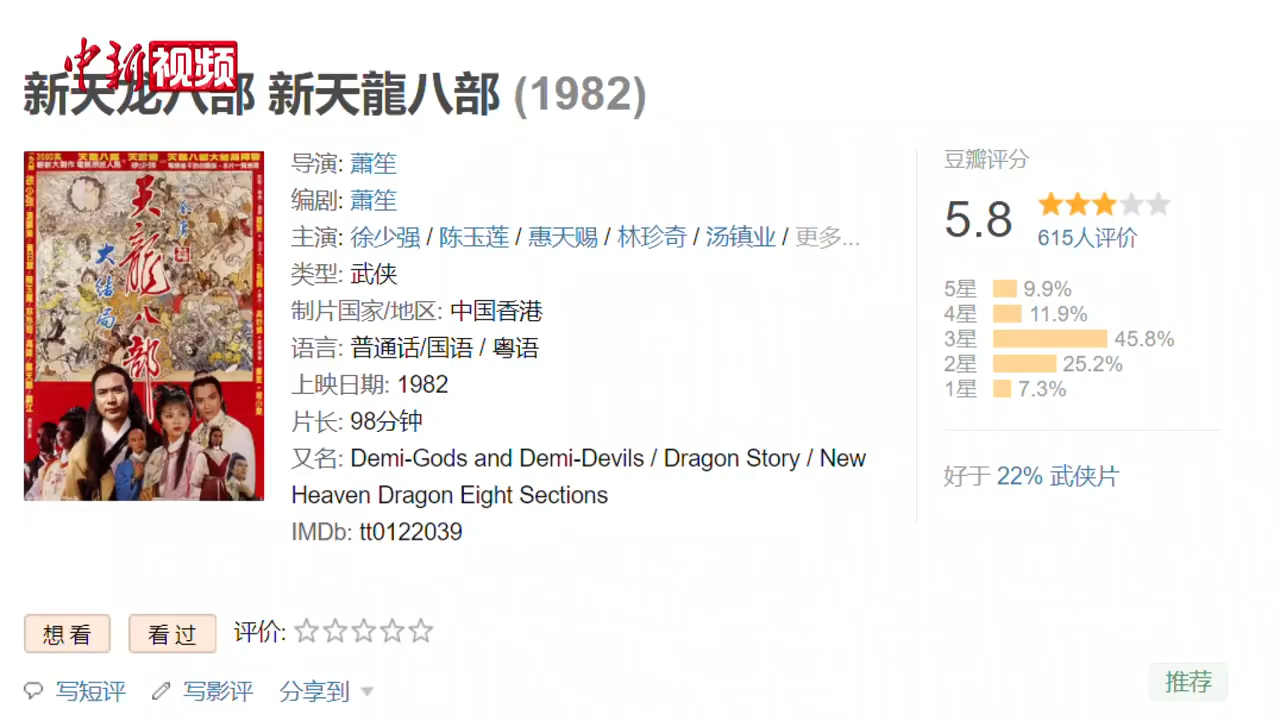 中新视频
新天龙八部 新天龍八部 (1982)
天龍八部
大结局
导演: 蕭笙
编剧: 蕭笙
主演: 徐少强 / 陈玉莲 / 惠天赐 / 林珍奇 / 汤镇业 / 更多...
类型: 武侠
制片国家/地区: 中国香港
语言: 普通话/国语 / 粤语
上映日期: 1982
片长: 98分钟
又名: Demi-Gods and Demi-Devils / Dragon Story / New
Heaven Dragon Eight Sections
IMDb: tt0122039
豆瓣评分
5.8
615人评价
5星 9.9%
4星 11.9%
3星 45.8%
2星 25.2%
1星 7.3%
好于 22% 武侠片
想看 看过 评价:
写短评 写影评 分享到
推荐